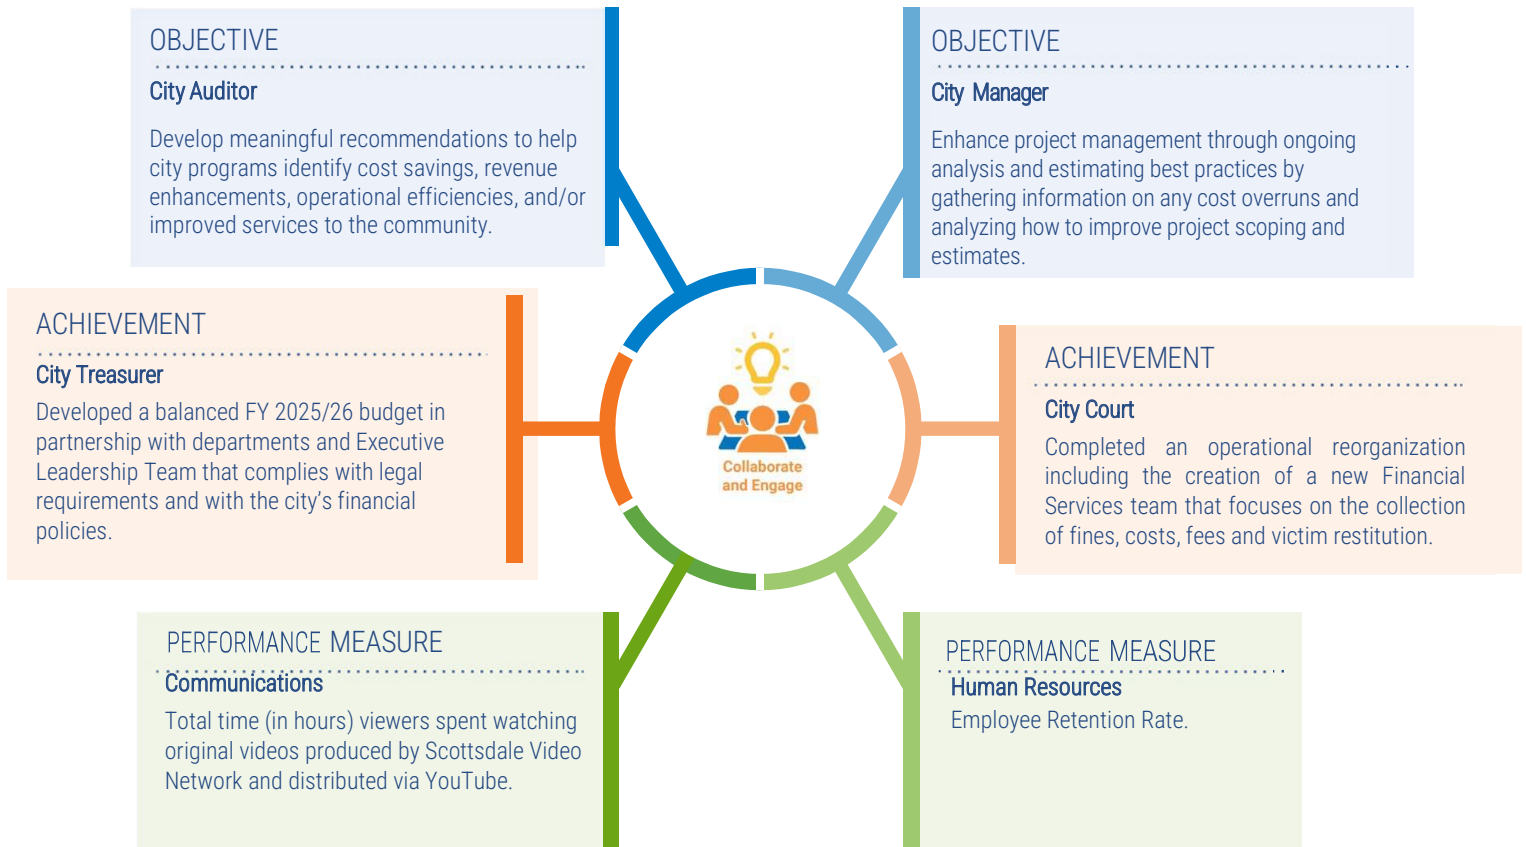 OBJECTIVE
City Auditor
Develop meaningful recommendations to help
city programs identify cost savings, revenue
enhancements, operational efficiencies, and/or
improved services to the community.
OBJECTIVE
City Manager
Enhance project management through ongoing
analysis and estimating best practices by
gathering information on any cost overruns and
analyzing how to improve project scoping and
estimates.
ACHIEVEMENT
City Treasurer
Developed a balanced FY 2025/26 budget in
partnership with departments and Executive
Leadership Team that complies with legal
requirements and with the city’s financial
policies.
Collaborate
and Engage
ACHIEVEMENT
City Court
Completed an operational reorganization
including the creation of a new Financial
Services team that focuses on the collection
of fines, costs, fees and victim restitution.
PERFORMANCE MEASURE
Communications
Total time (in hours) viewers spent watching
original videos produced by Scottsdale Video
Network and distributed via YouTube.
PERFORMANCE MEASURE
Human Resources
Employee Retention Rate.